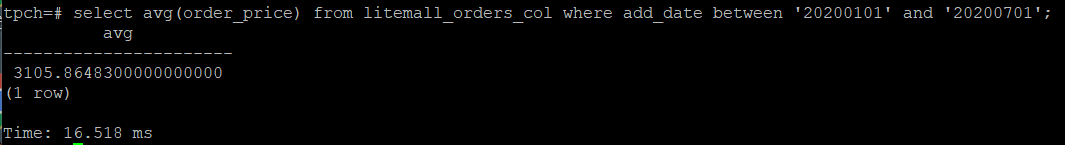 tpch=# select avg(order_price) from litemall_orders_col where add_date between '20200101' and '20200701';
avg
-----------------------
3105.8648300000000000
(1 row)
Time: 16.518 ms